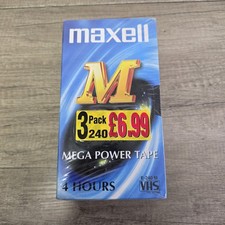 maxell
M
3 Pack
240
£6.99
MEGA POWER TAPE
4 HOURS
VHS